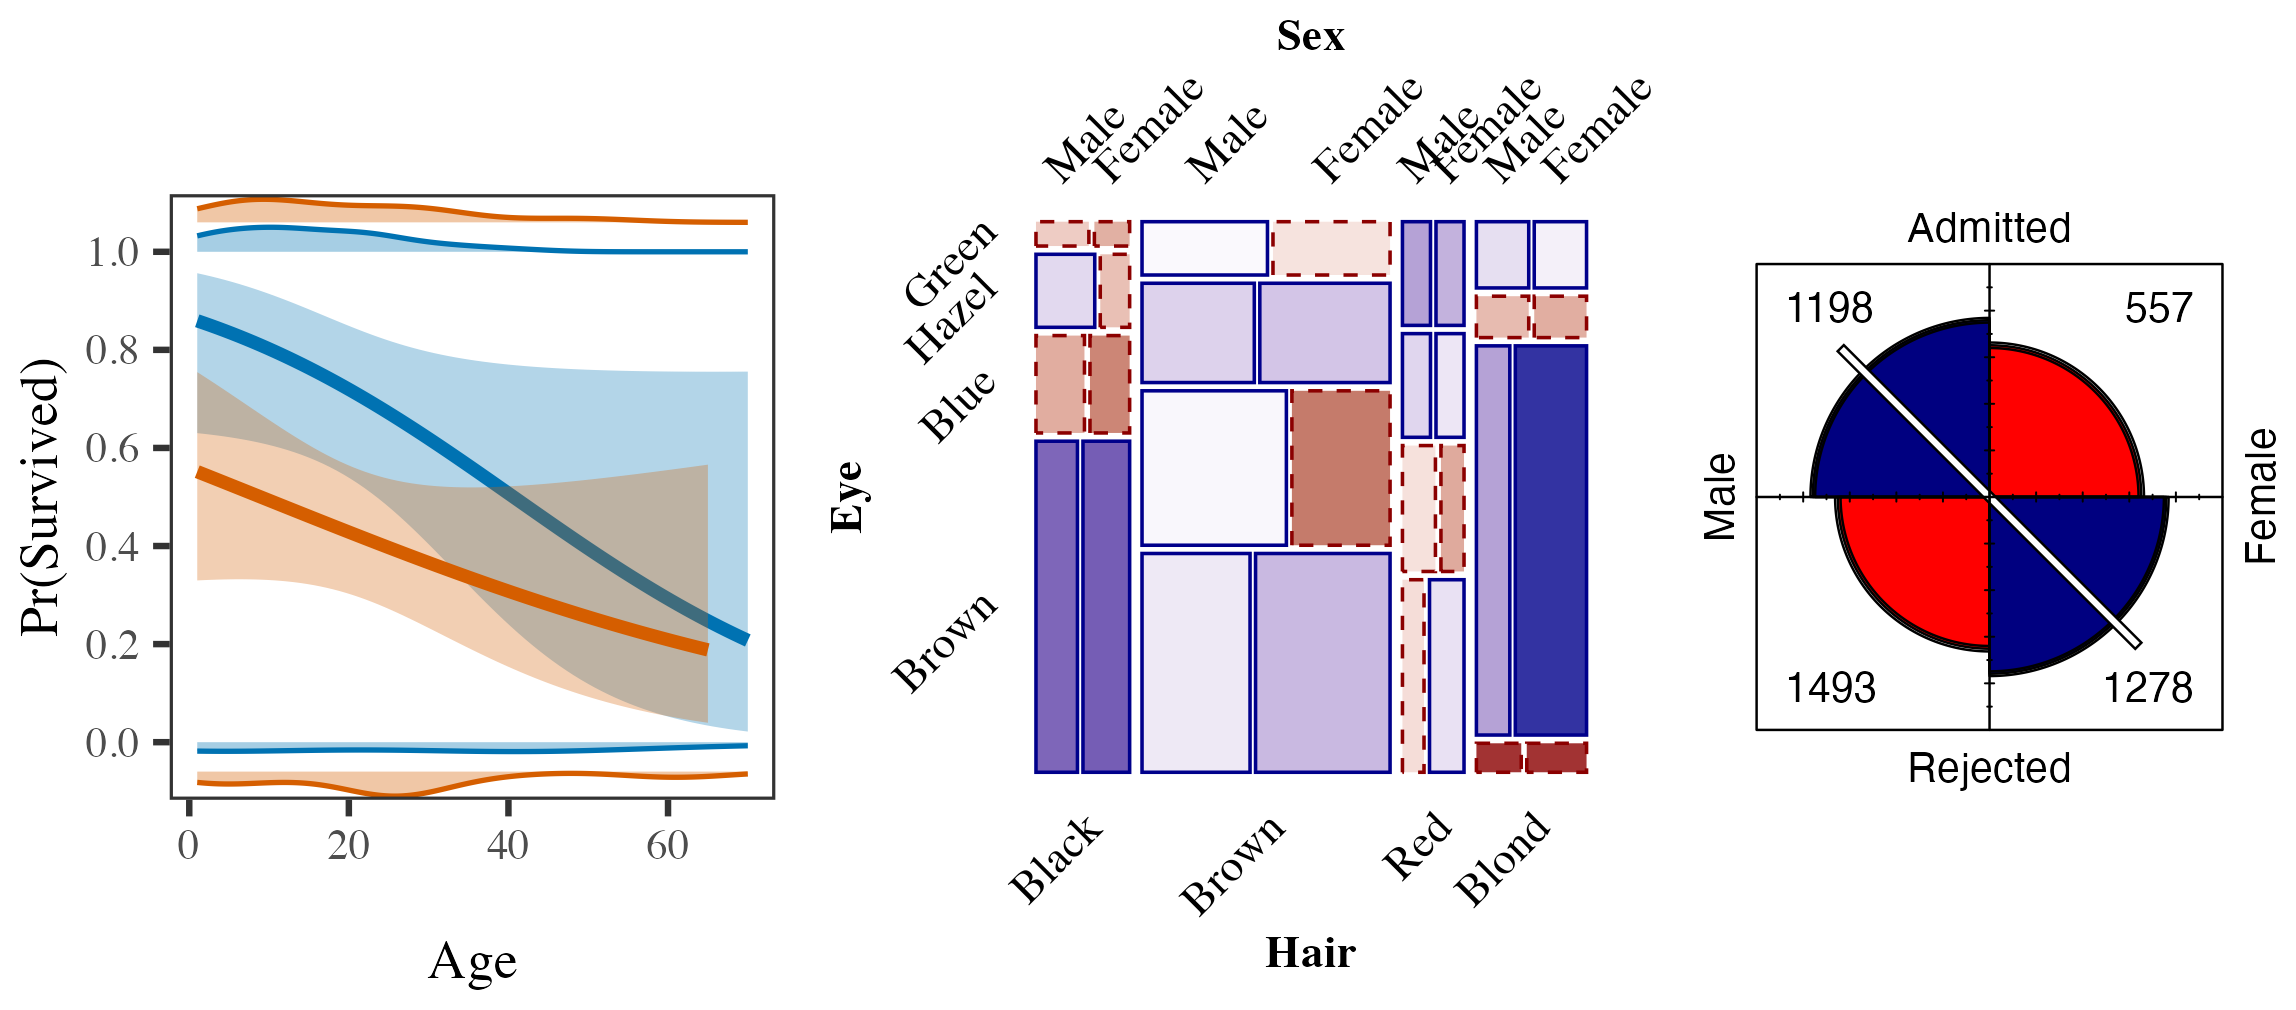 Pr(Survived)
1.0
0.8
0.6
0.4
0.2
0.0
0 20 40 60
Age
Sex
Male Female Male Female Male Female Male Female
Eye
Green
Hazel
Blue
Brown
Black Brown Red Blond
Hair
Admitted
1198 557
Male
Female
1493 1278
Rejected